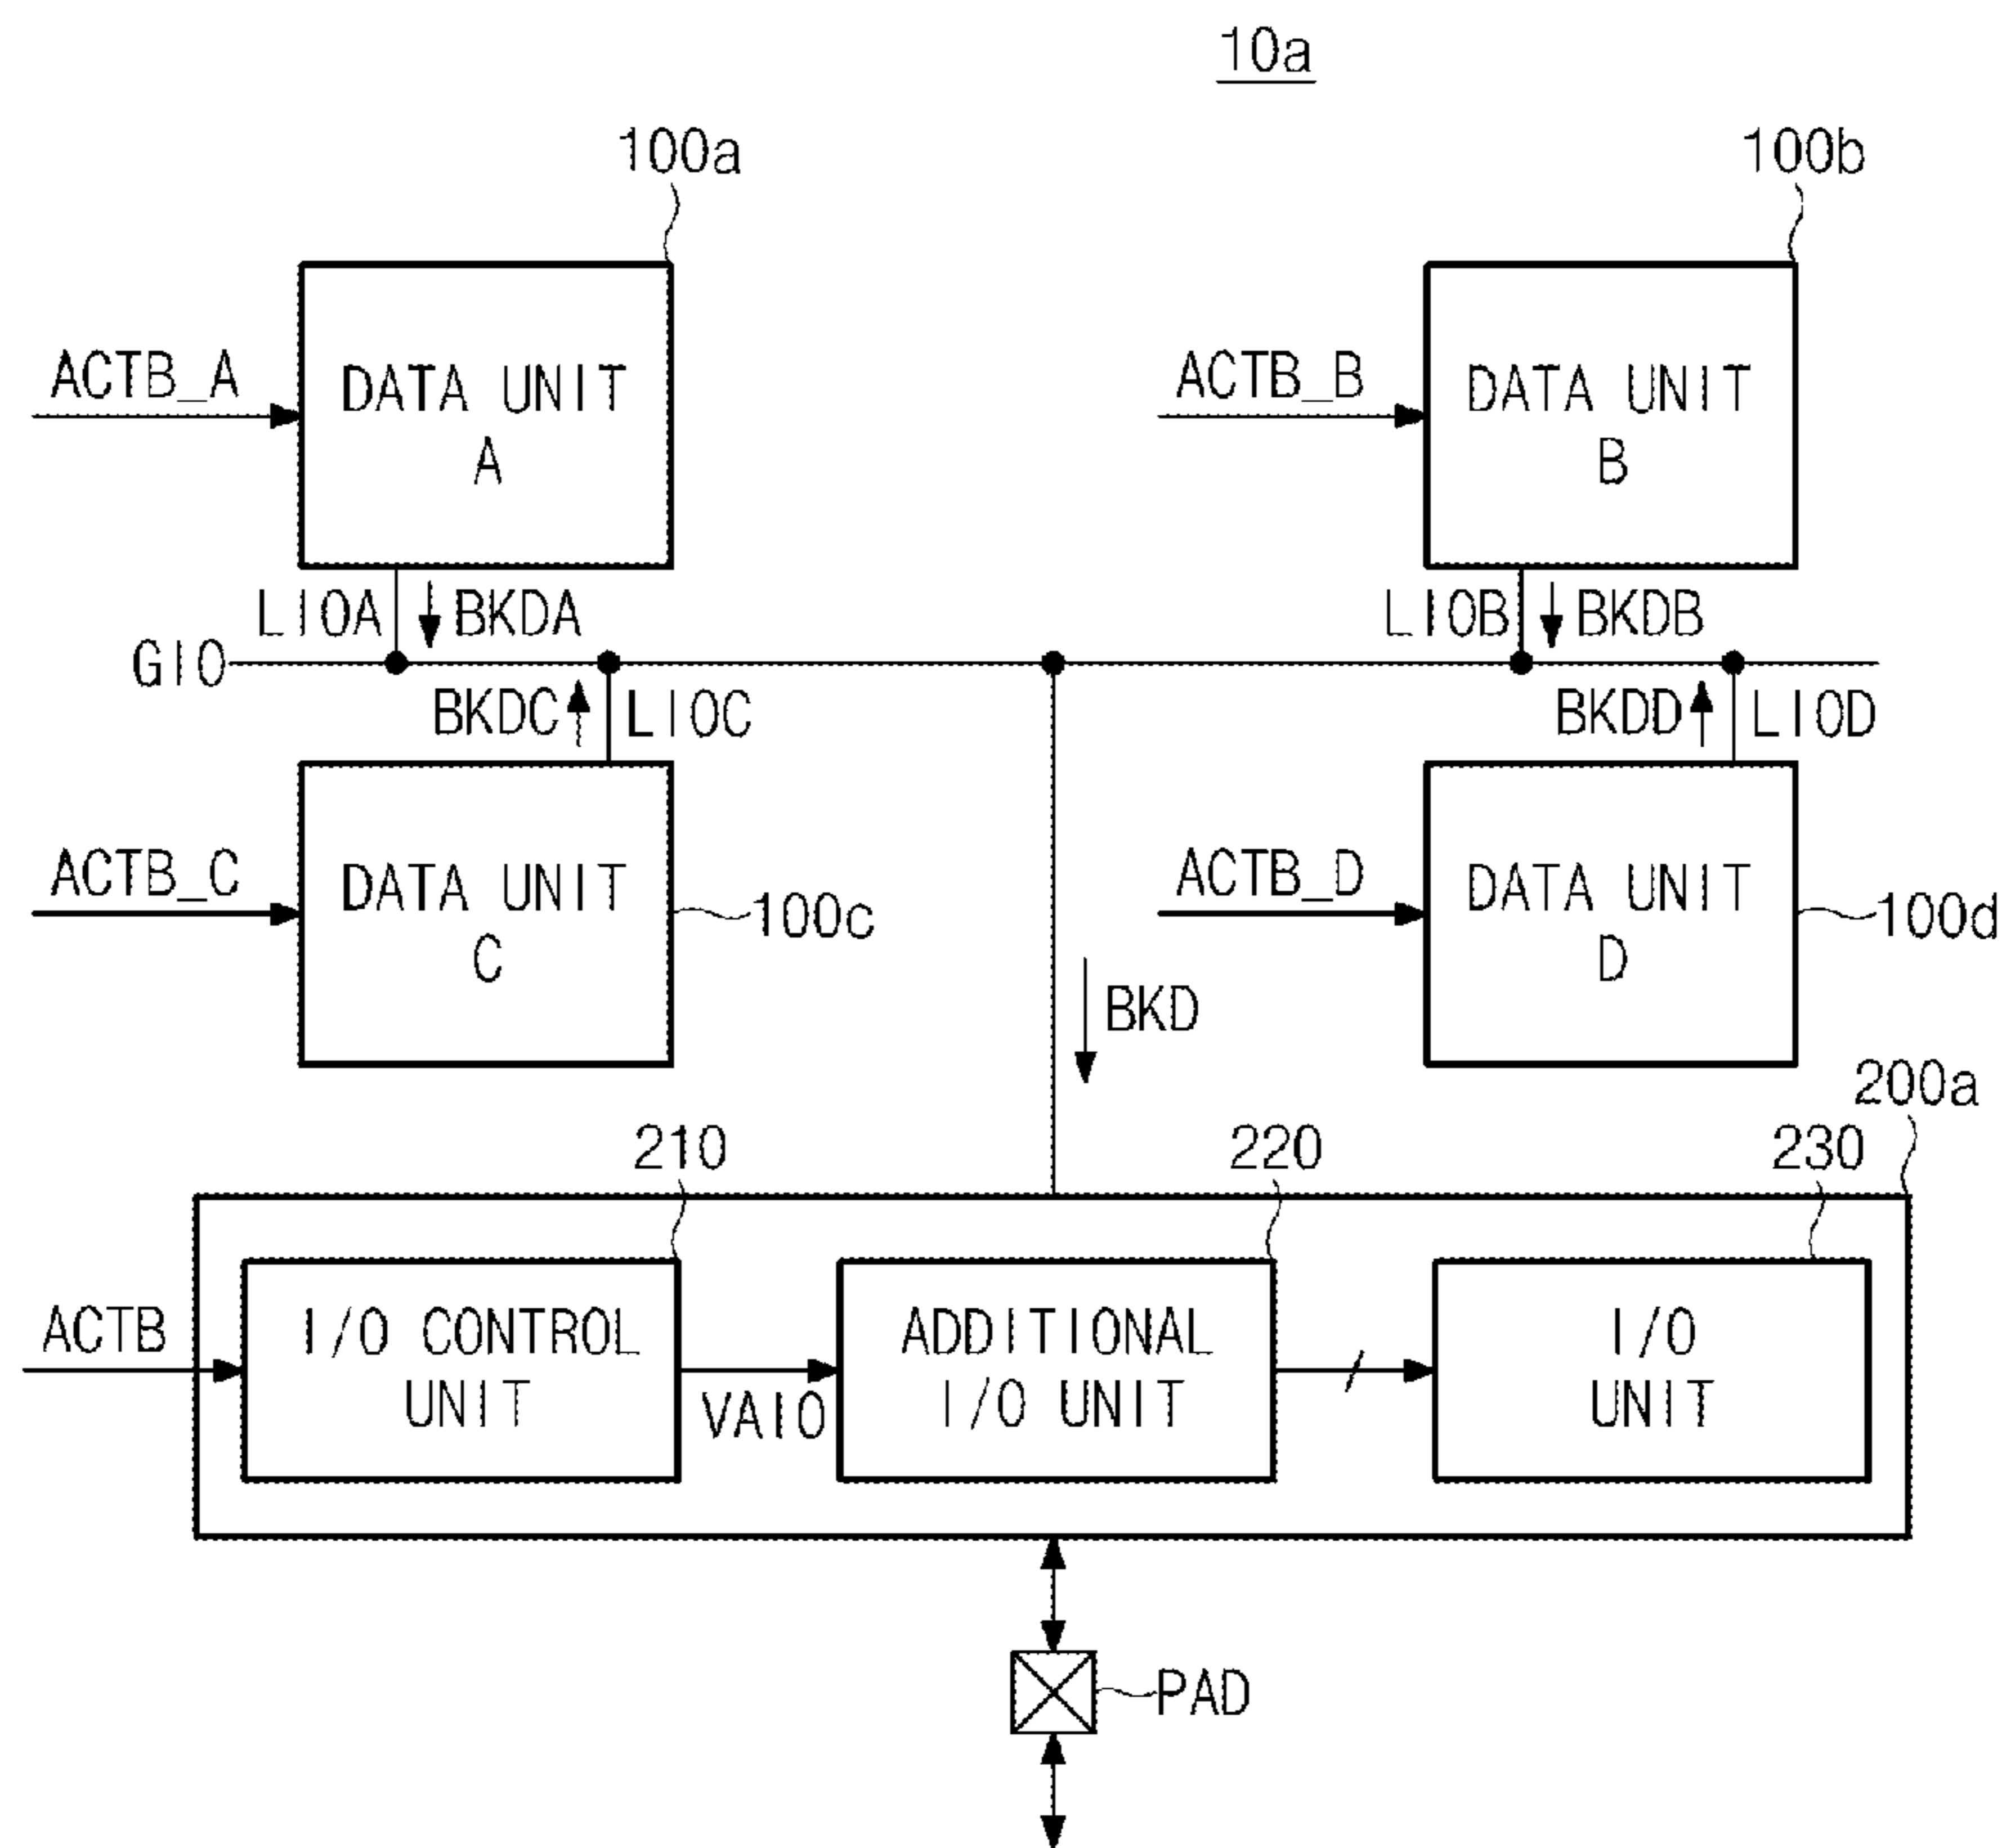 10a
100a
100b
ACTB_A
DATA UNIT
A
ACTB_B
DATA UNIT
B
LIOA
BKDA
LIOB
BKDB
GIO
BKDC
LIOC
BKDD
LIOD
ACTB_C
DATA UNIT
C
100c
ACTB_D
DATA UNIT
D
100d
BKD
200a
210
220
230
ACTB
I/O CONTROL
UNIT
VAIO
ADDITIONAL
I/O UNIT
I/O
UNIT
PAD